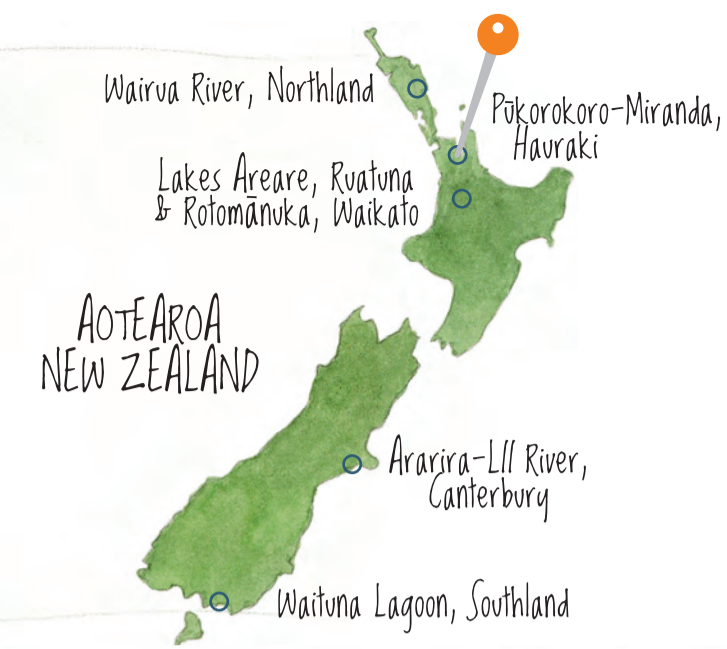 Wairua River, Northland
Pūkorokoro-Miranda,
Hauraki
Lakes Areare, Ruatuna
& Rotomānuka, Waikato
AOTEAROA
NEW ZEALAND
Ararira-LII River,
Canterbury
Waituna Lagoon, Southland